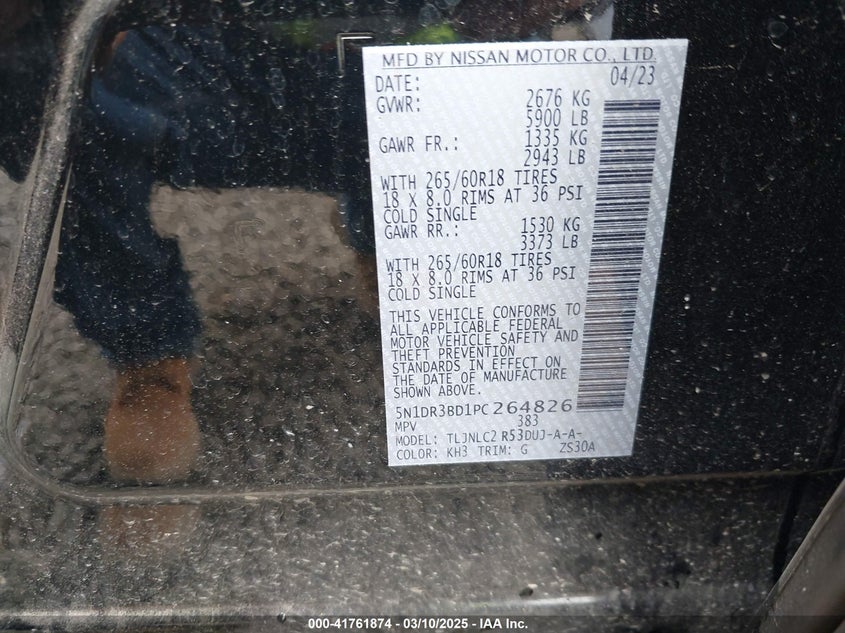 MFD BY NISSAN MOTOR CO., LTD.
DATE: 04/23
GVWR: 2676 KG
5900 LB
GAWR FR.: 1335 KG
2943 LB
WITH 265/60R18 TIRES
18 X 8.0 RIMS AT 36 PSI
COLD SINGLE
GAWR RR.: 1530 KG
3373 LB
WITH 265/60R18 TIRES
18 X 8.0 RIMS AT 36 PSI
COLD SINGLE
THIS VEHICLE CONFORMS TO
ALL APPLICABLE FEDERAL
MOTOR VEHICLE SAFETY AND
THEFT PREVENTION
STANDARDS IN EFFECT ON
THE DATE OF MANUFACTURE
SHOWN ABOVE.
5N1DR3BD1PC264826
MPV 383
MODEL: TLJNLC2 R53DUJ-A-A-
COLOR: KH3 TRIM: G ZS30A
000-41761874 — 03/10/2025 — IAA Inc.